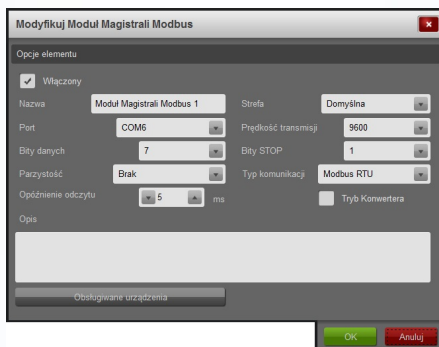 Modyfikuj Moduł Magistrali Modbus
Opcje elementu
Włączony
Nazwa Moduł Magistrali Modbus 1 Strefa Domyślna
Port COM6 Prędkość transmisji 9600
Bity danych 7 Bity STOP 1
Parzystość Brak Typ komunikacji Modbus RTU
Opóźnienie odczytu 5 ms Tryb Konwertera
Opis
Obsługiwane urządzenia
OK Anuluj